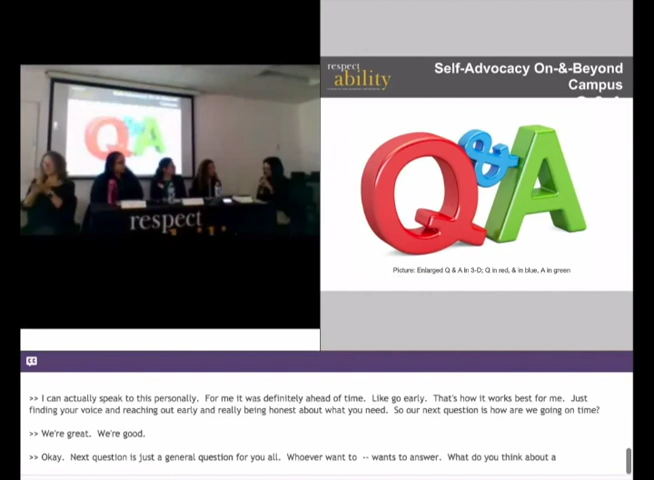 respect
ability
Self-Advocacy On-&-Beyond
Campus
Q&A
Picture: Enlarged Q & A in 3-D; Q in red, & in blue, A in green
Q&A
respect
>> I can actually speak to this personally. For me it was definitely ahead of time. Like go early. That's how it works best for me. Just
finding your voice and reaching out early and really being honest about what you need. So our next question is how are we going on time?
>> We're great. We're good.
>> Okay. Next question is just a general question for you all. Whoever want to -- wants to answer. What do you think about a